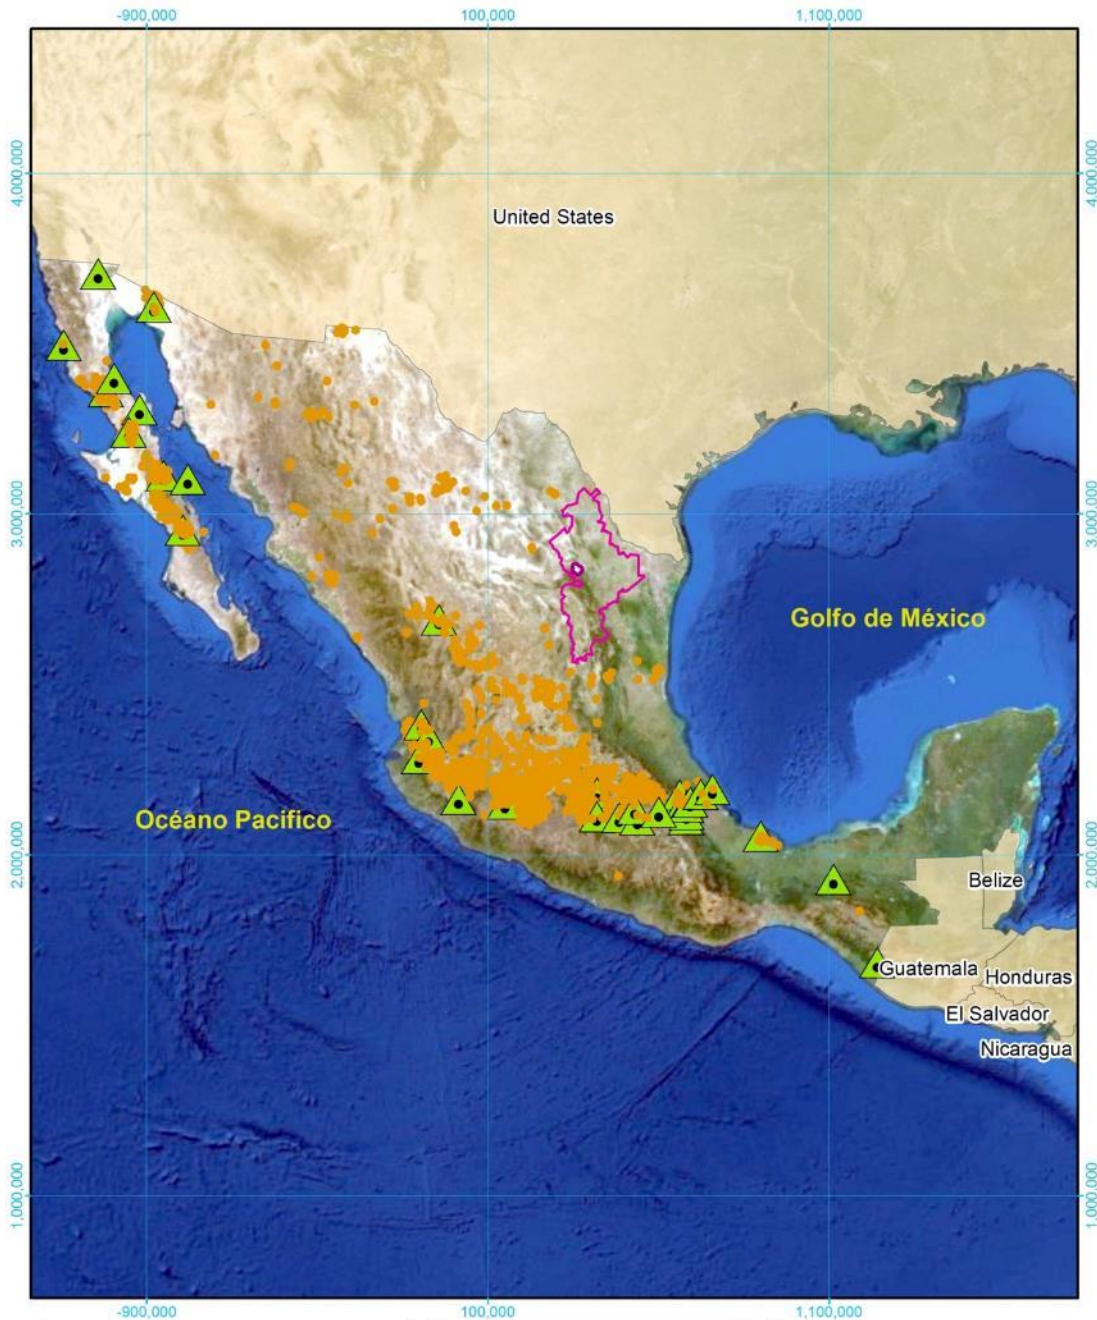 -900,000
100,000
1,100,000
4,000,000
4,000,000
United States
3,000,000
3,000,000
Golfo de México
Océano Pacifico
2,000,000
2,000,000
Belize
Guatemala
Honduras
El Salvador
Nicaragua
1,000,000
1,000,000
-900,000
100,000
1,100,000